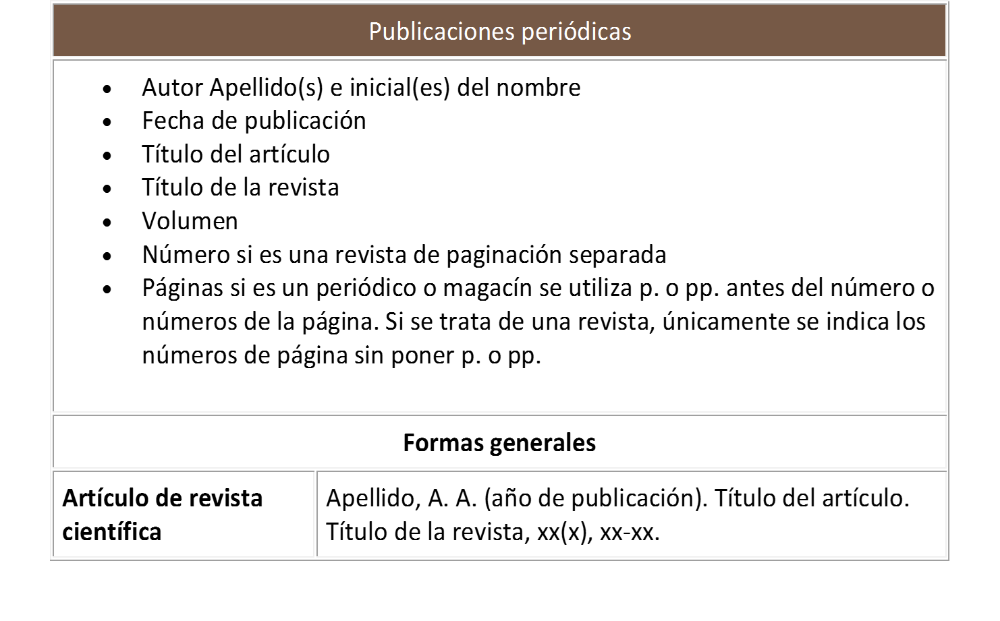 Publicaciones periódicas
• Autor Apellido(s) e inicial(es) del nombre
• Fecha de publicación
• Título del artículo
• Título de la revista
• Volumen
• Número si es una revista de paginación separada
• Páginas si es un periódico o magacín se utiliza p. o pp. antes del número o
números de la página. Si se trata de una revista, únicamente se indica los
números de página sin poner p. o pp.
Formas generales
Artículo de revista
científica
Apellido, A. A. (año de publicación). Título del artículo.
Título de la revista, xx(x), xx-xx.